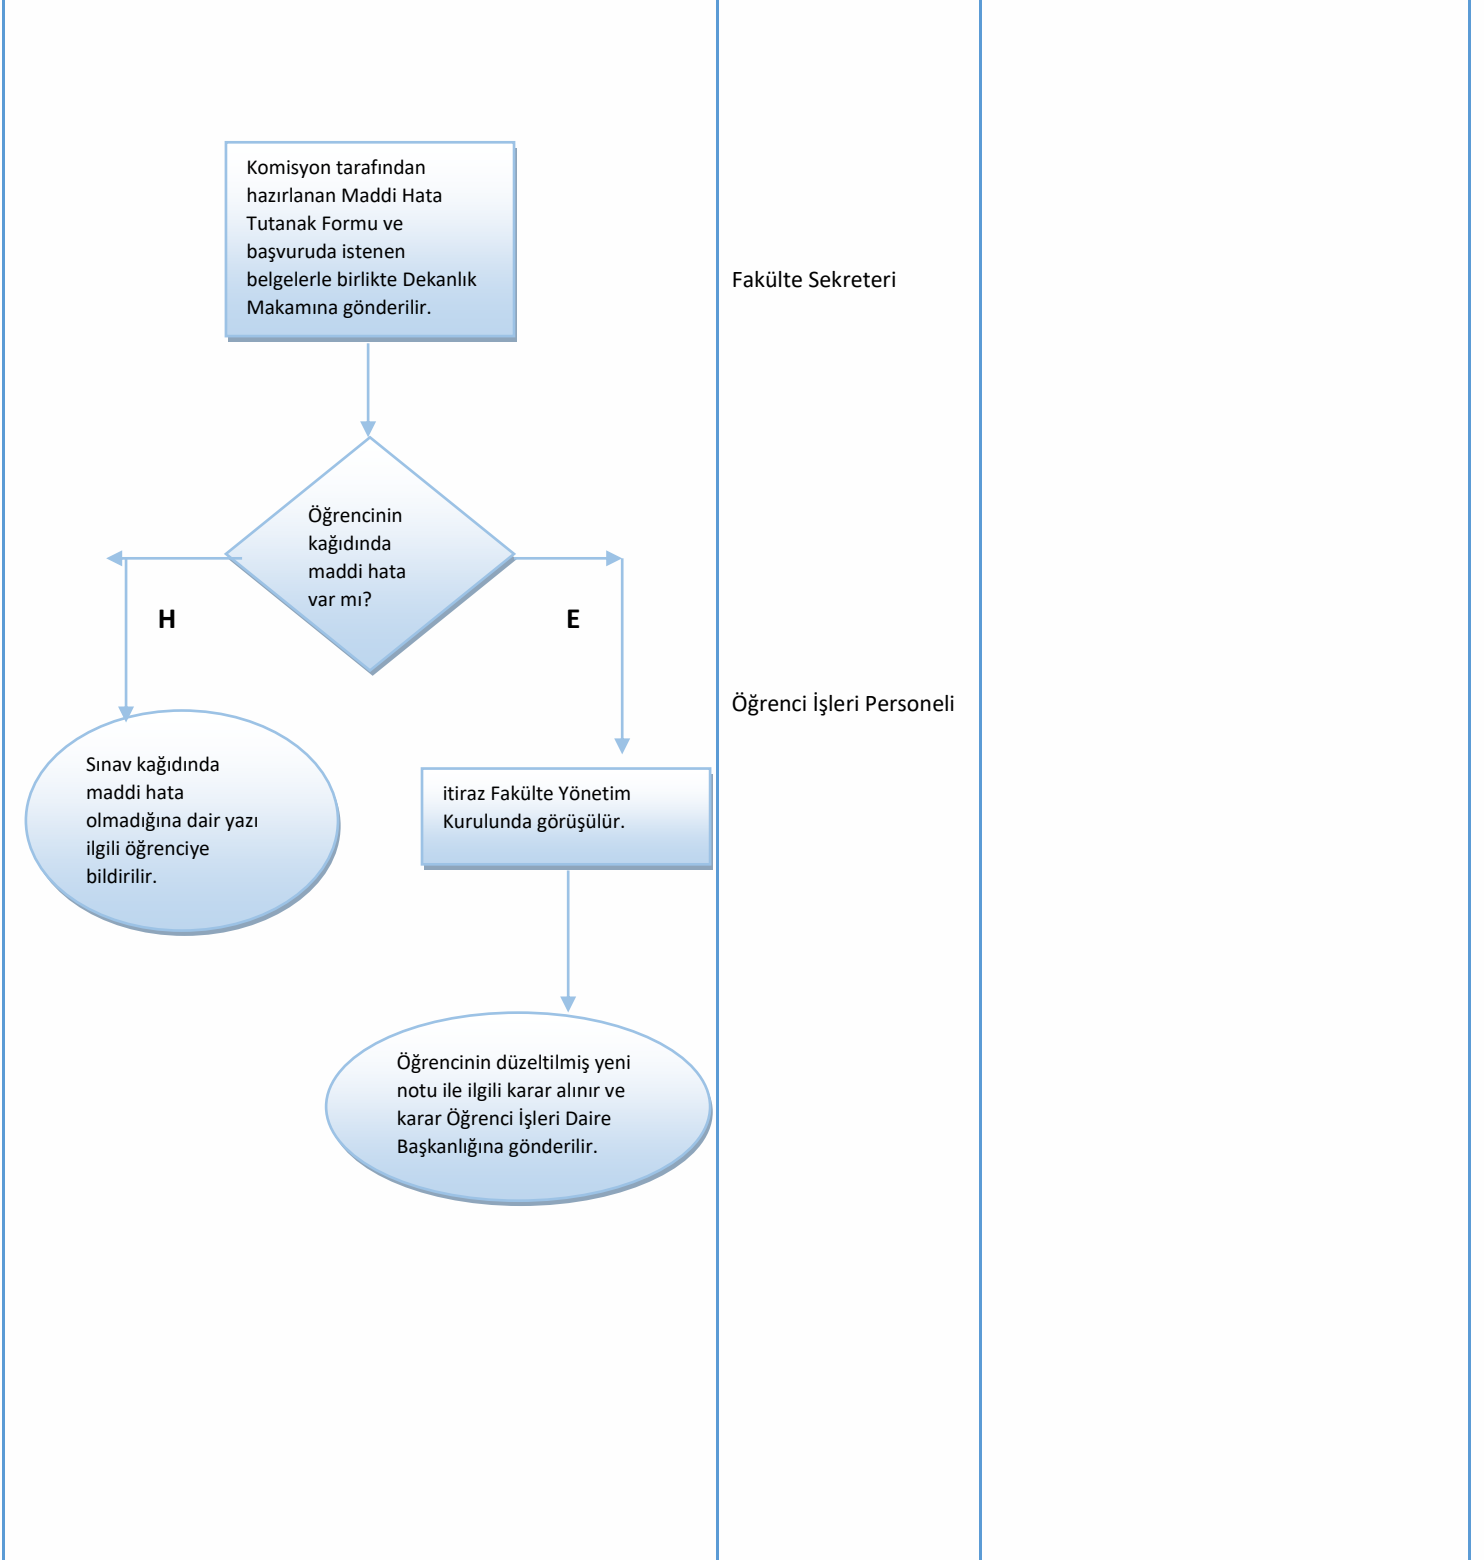 Komisyon tarafından
hazırlanan Maddi Hata
Tutanak Formu ve
başvuruda istenen
belgelerle birlikte Dekanlık
Makamına gönderilir.
Fakülte Sekreteri
Öğrencinin
kağıdında
maddi hata
var mı?
H
E
Öğrenci İşleri Personeli
Sınav kağıdında
maddi hata
olmadığına dair yazı
ilgili öğrenciye
bildirilir.
itiraz Fakülte Yönetim
Kurulunda görüşülür.
Öğrencinin düzeltilmiş yeni
notu ile ilgili karar alınır ve
karar Öğrenci İşleri Daire
Başkanlığına gönderilir.